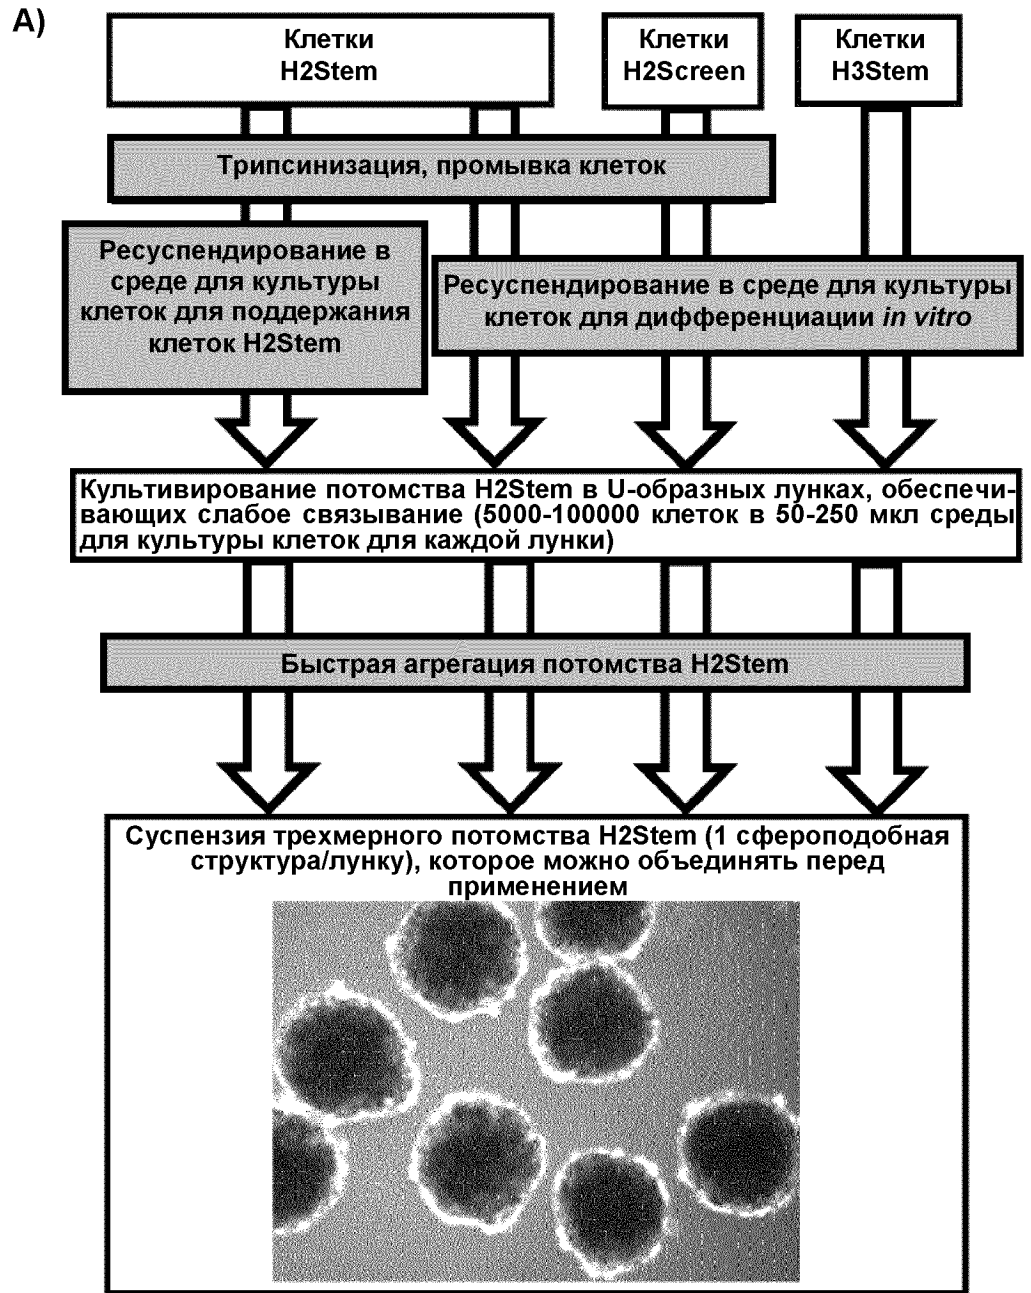 A)
Клетки
H2Stem
Клетки
H2Screen
Клетки
H3Stem
Трипсинизация, промывка клеток
Ресуспендирование в
среде для культуры
клеток для поддержания
клеток H2Stem
Ресуспендирование в среде для культуры
клеток для дифференциации in vitro
Культивирование потомства H2Stem в U-образных лунках, обеспечи-
вающих слабое связывание (5000-100000 клеток в 50-250 мкл среды
для культуры клеток для каждой лунки)
Быстрая агрегация потомства H2Stem
Суспензия трехмерного потомства H2Stem (1 сфероподобная
структура/лунку), которое можно объединять перед
применением